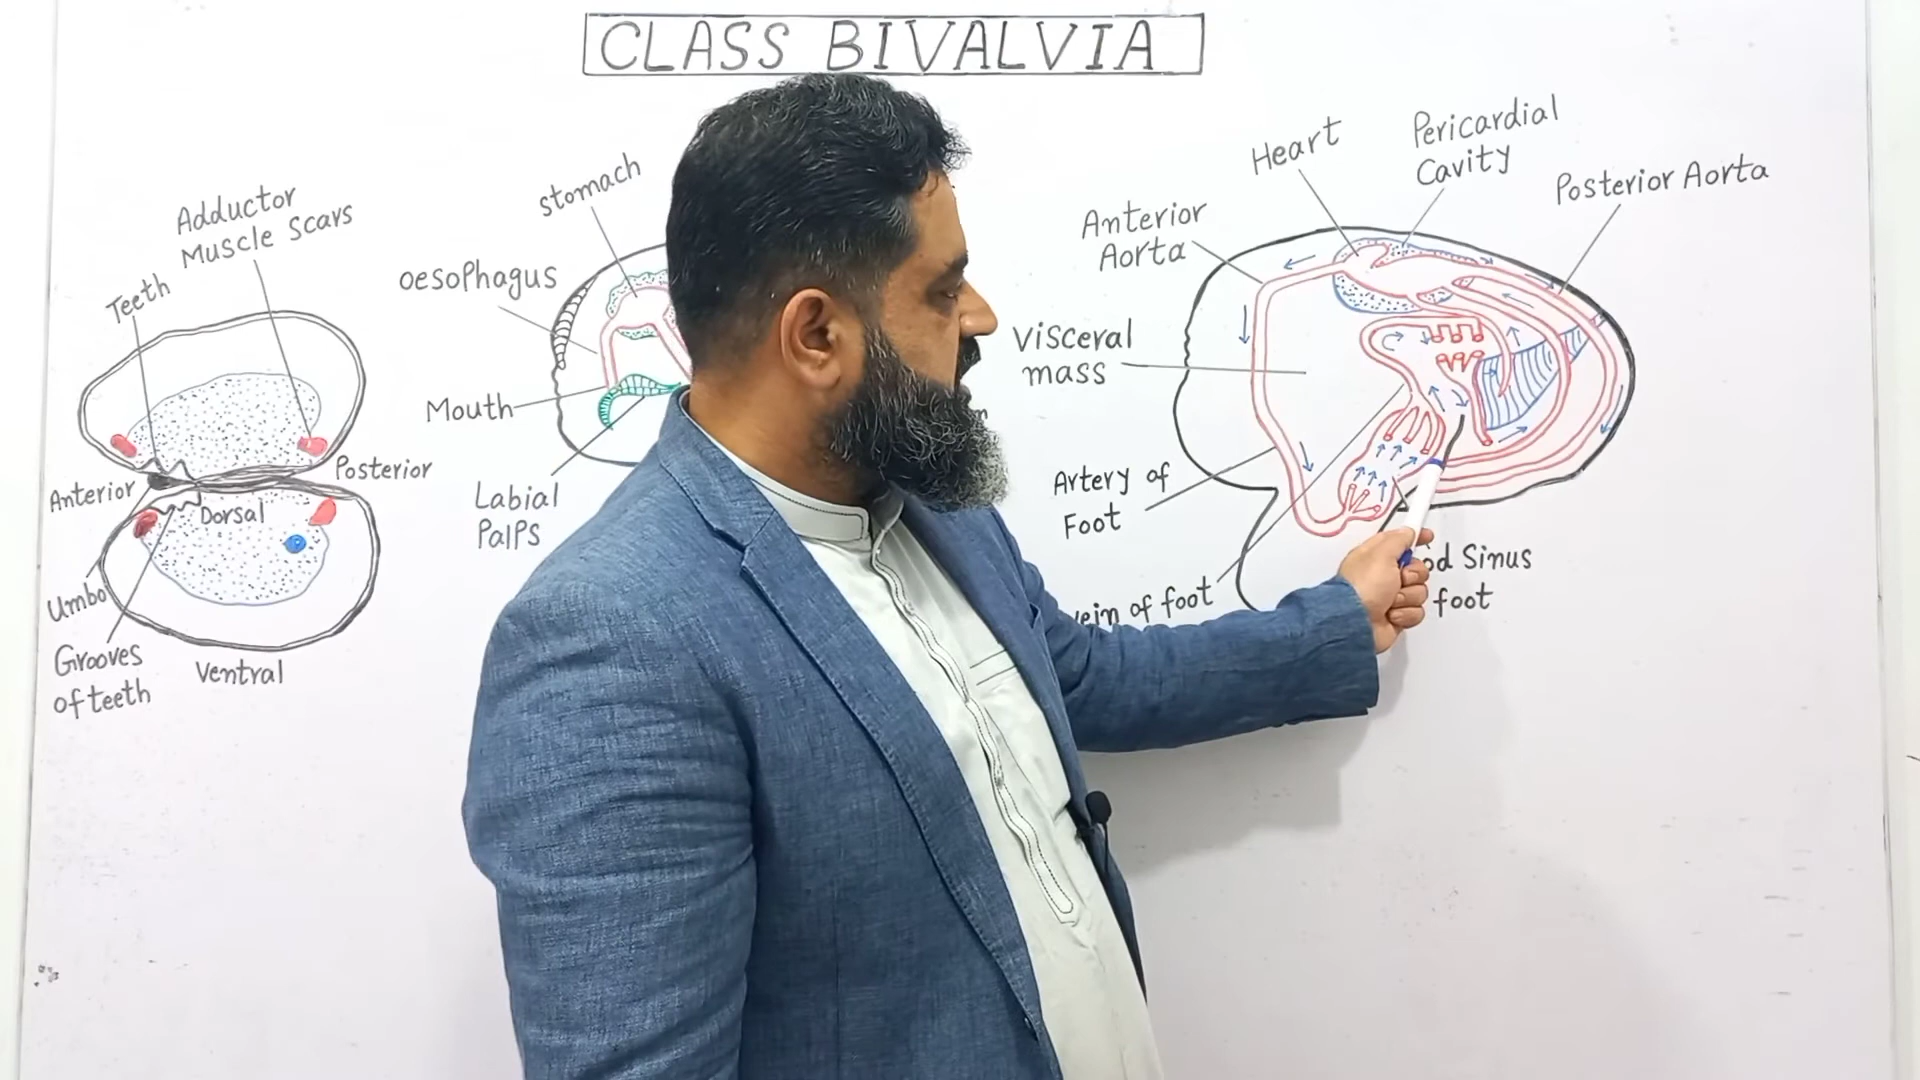 CLASS BIVALVIA
Adductor
Muscle Scars
Teeth
Anterior
Posterior
Dorsal
Umbo
Grooves
of teeth
Ventral
stomach
oesophagus
Mouth
Labial
Palps
Heart
Pericardial
Cavity
Posterior Aorta
Anterior
Aorta
Visceral
mass
Artery of
Foot
vein of foot
Sinus
foot